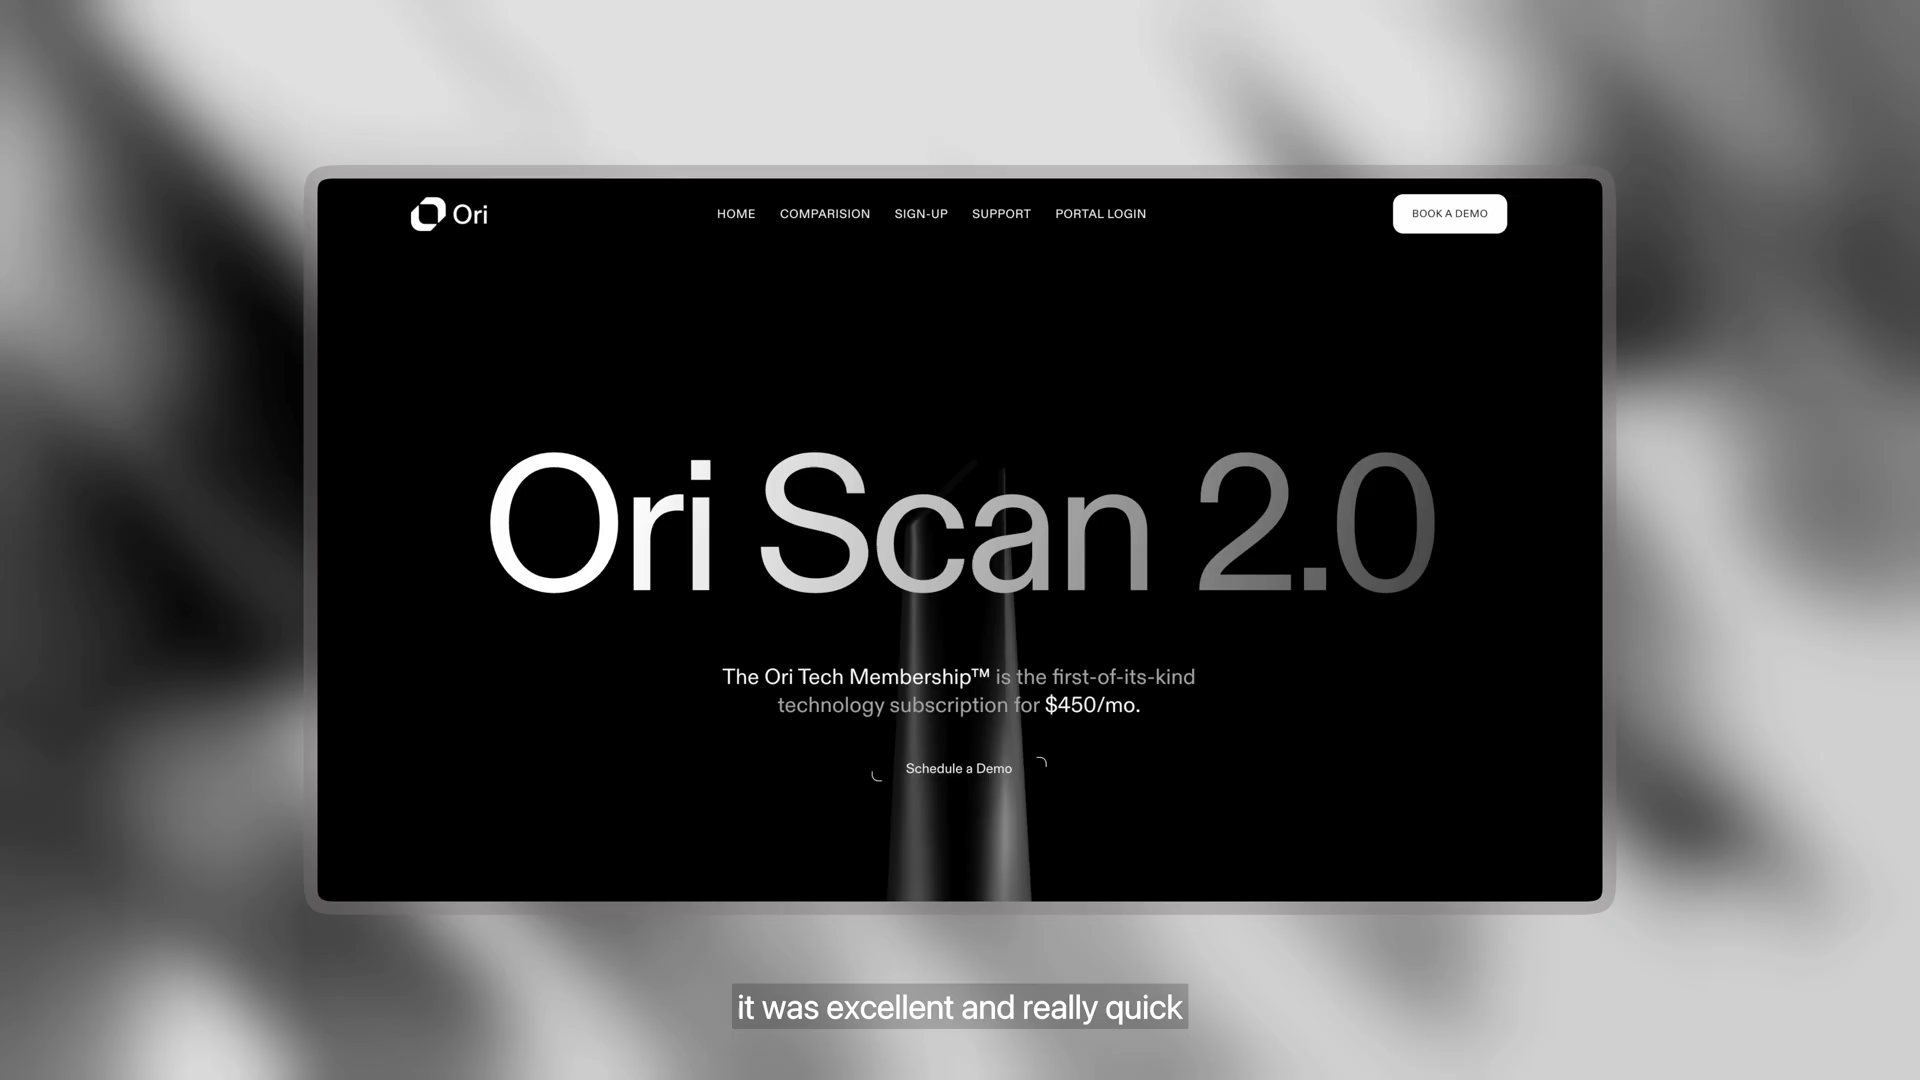 Ori
HOME COMPARISION SIGN-UP SUPPORT PORTAL LOGIN
BOOK A DEMO
Ori Scan 2.0
The Ori Tech Membership™ is the first-of-its-kind
technology subscription for $450/mo.
Schedule a Demo
it was excellent and really quick